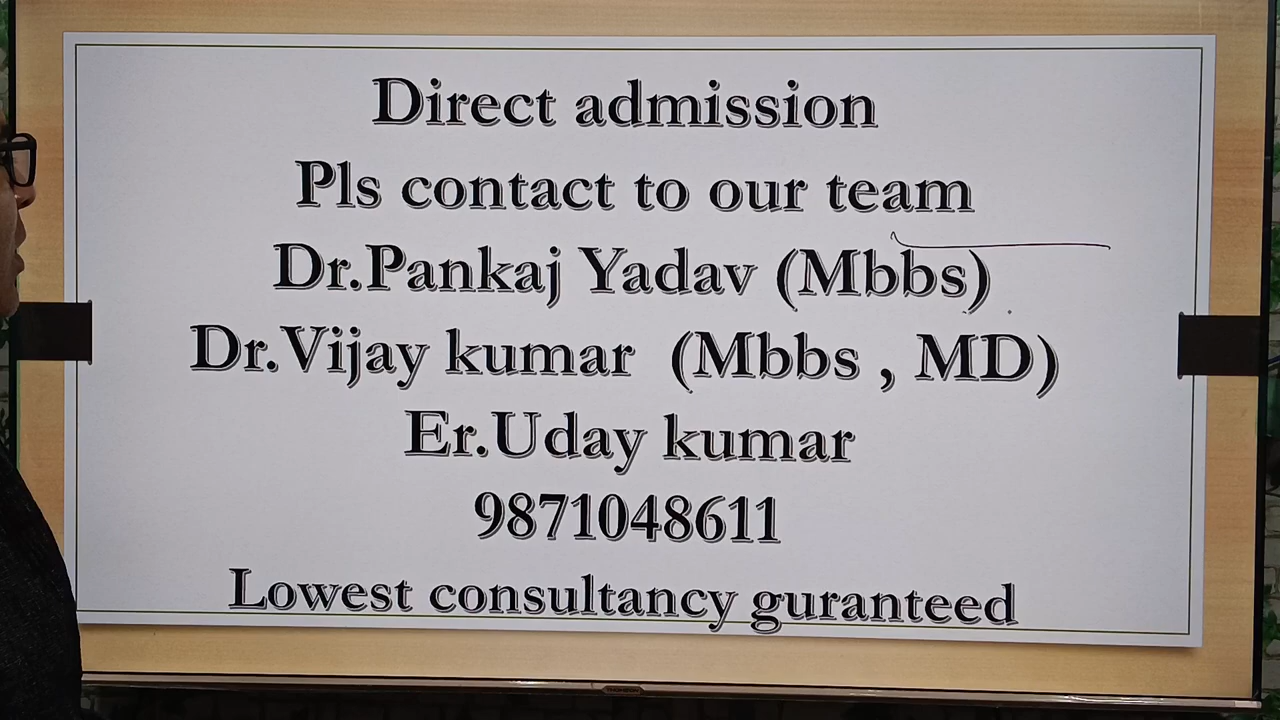 Direct admission
Pls contact to our team
Dr.Pankaj Yadav (Mbbs)
Dr.Vijay kumar (Mbbs , MD)
Er.Uday kumar
9871048611
Lowest consultancy guranteed
THOMSON